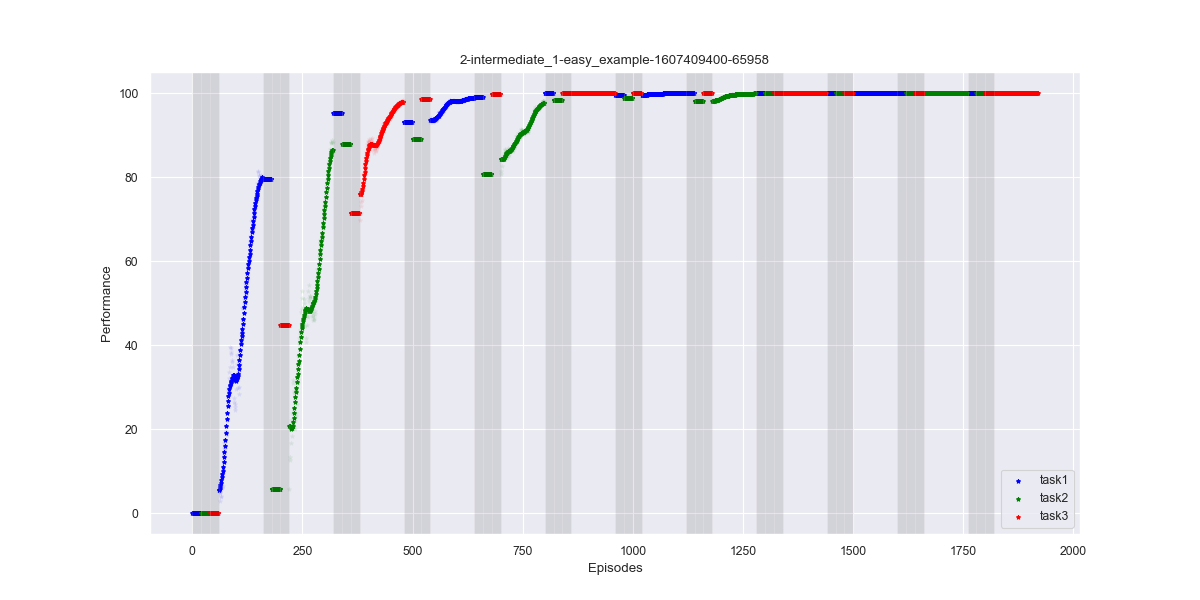 2-intermediate_1-easy_example-1607409400-65958
100
80
60
40
20
0
Performance
0 250 500 750 1000 1250 1500 1750 2000
Episodes
task1
task2
task3